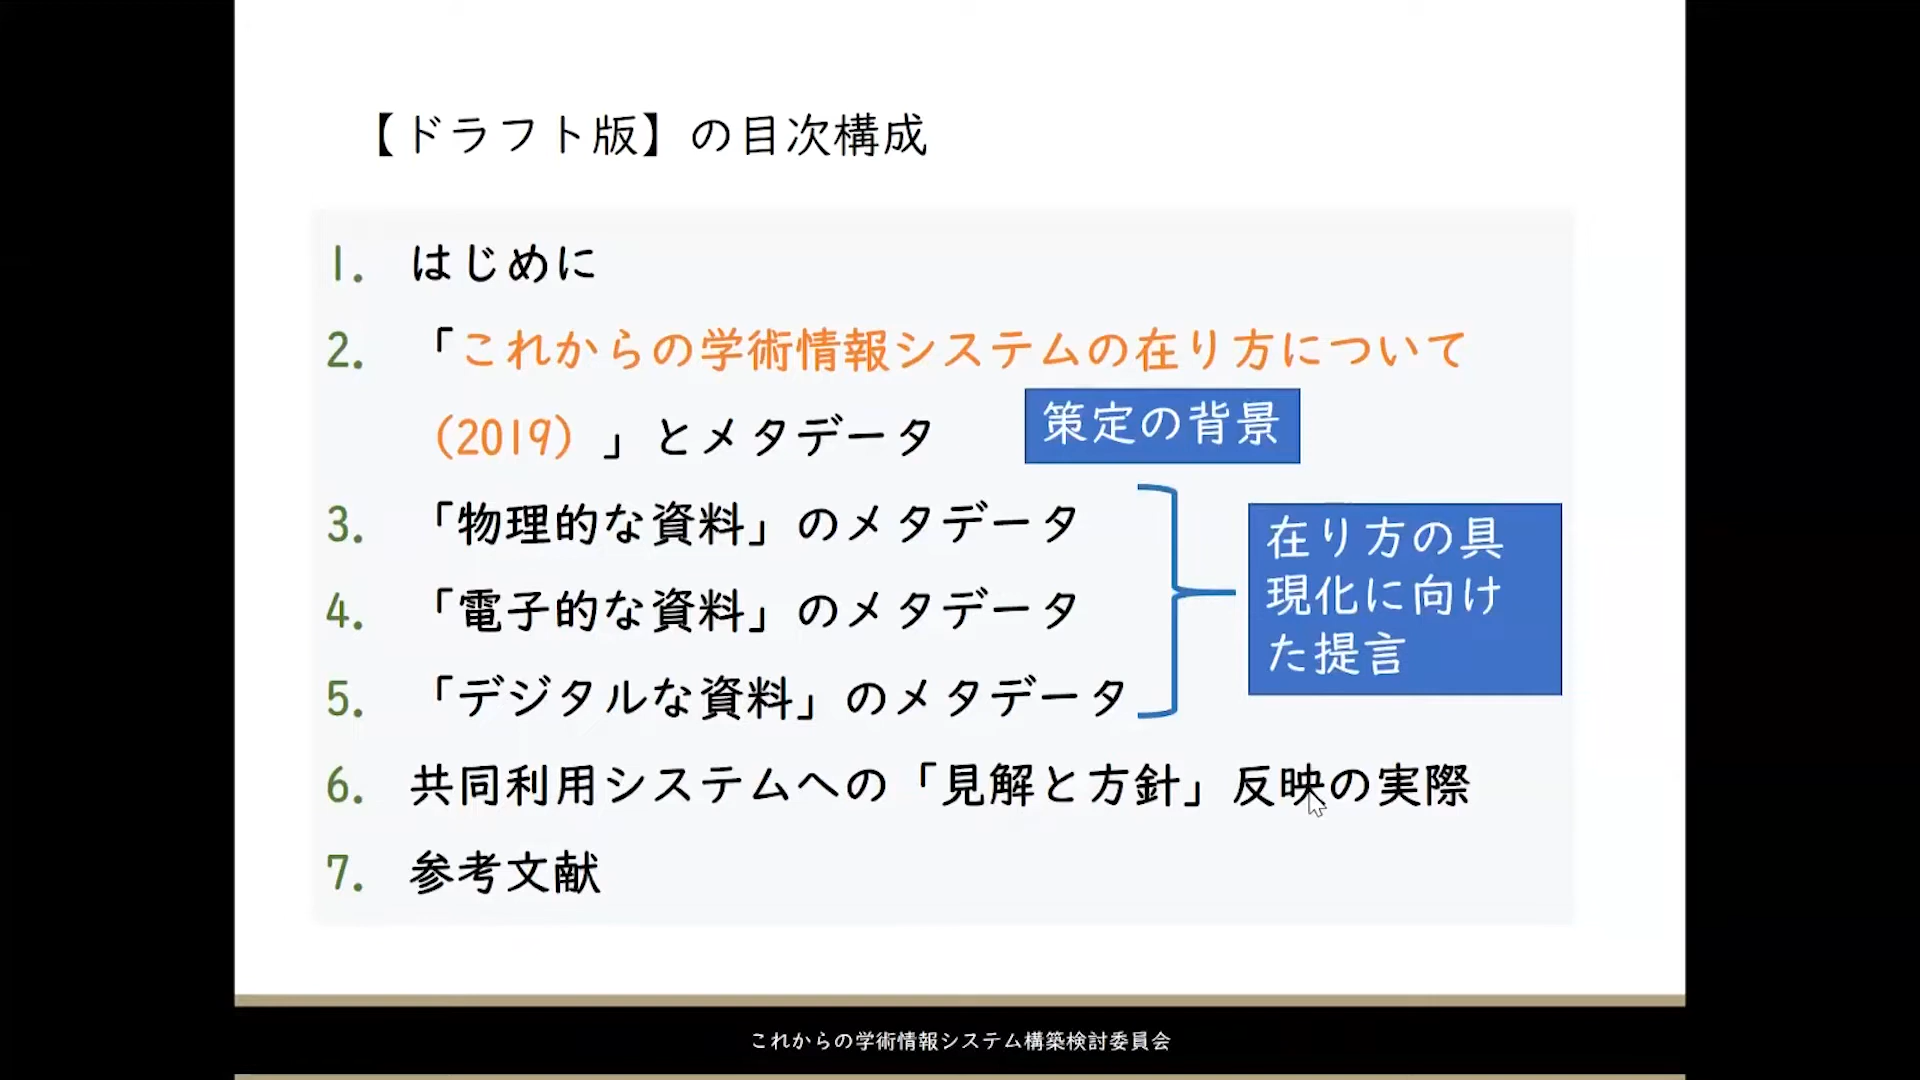 【ドラフト版】の目次構成
1. はじめに
2. 「これからの学術情報システムの在り方について
（2019）」とメタデータ
策定の背景
3. 「物理的な資料」のメタデータ
4. 「電子的な資料」のメタデータ
5. 「デジタルな資料」のメタデータ
在り方の具
現化に向け
た提言
6. 共同利用システムへの「見解と方針」反映の実際
7. 参考文献
これからの学術情報システム構築検討委員会